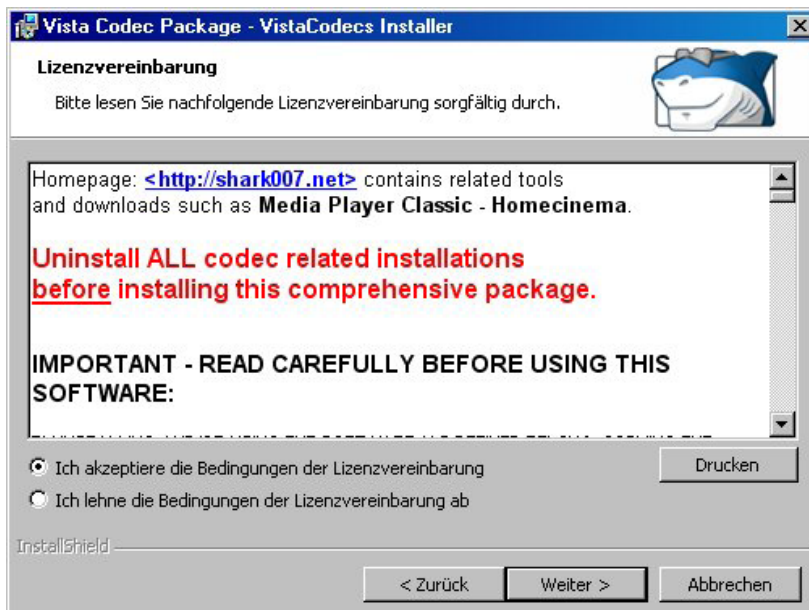 Vista Codec Package - VistaCodecs Installer
Lizenzvereinbarung
Bitte lesen Sie nachfolgende Lizenzvereinbarung sorgfältig durch.
Homepage: <http://shark007.net> contains related tools
and downloads such as Media Player Classic - Homecinema.
Uninstall ALL codec related installations
before installing this comprehensive package.
IMPORTANT - READ CAREFULLY BEFORE USING THIS
SOFTWARE:
Ich akzeptiere die Bedingungen der Lizenzvereinbarung
Drucken
Ich lehne die Bedingungen der Lizenzvereinbarung ab
InstallShield
< Zurück
Weiter >
Abbrechen